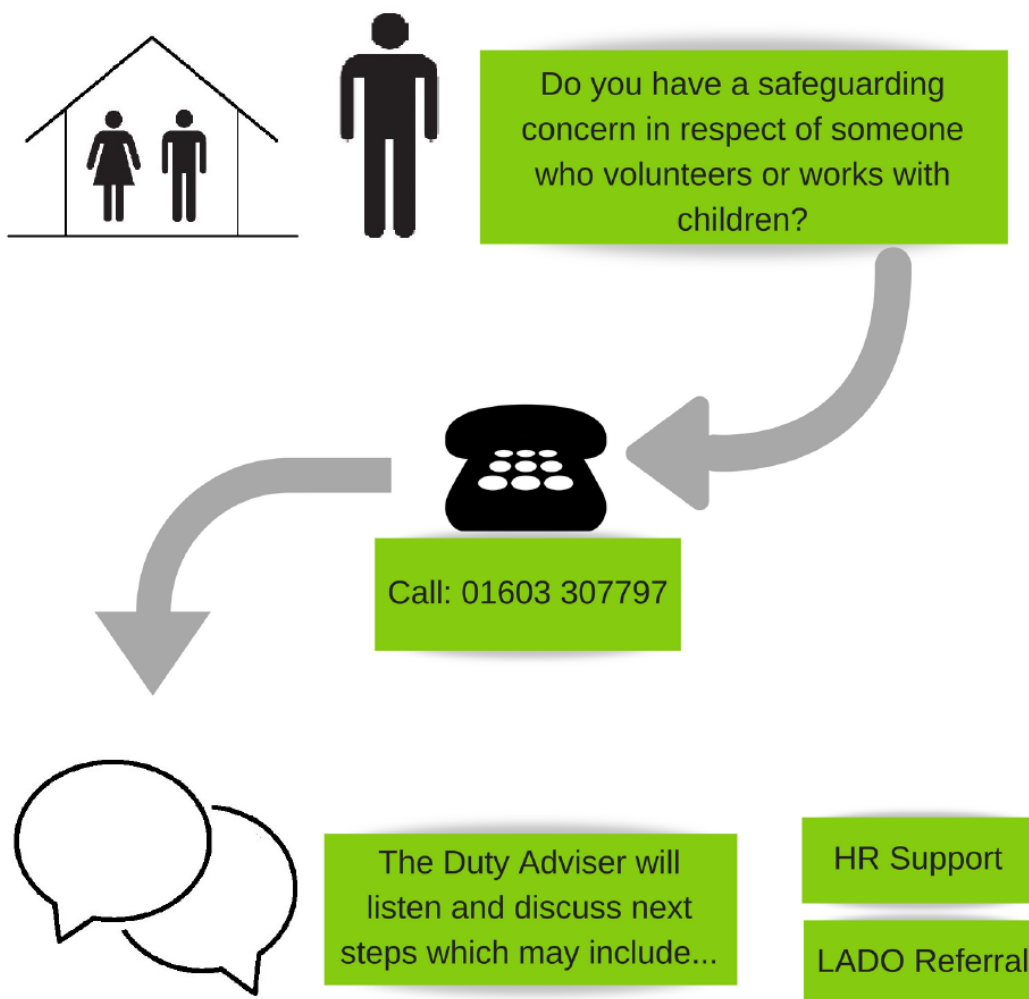 Do you have a safeguarding
concern in respect of someone
who volunteers or works with
children?
Call: 01603 307797
The Duty Adviser will
listen and discuss next
steps which may include...
HR Support
LADO Referral